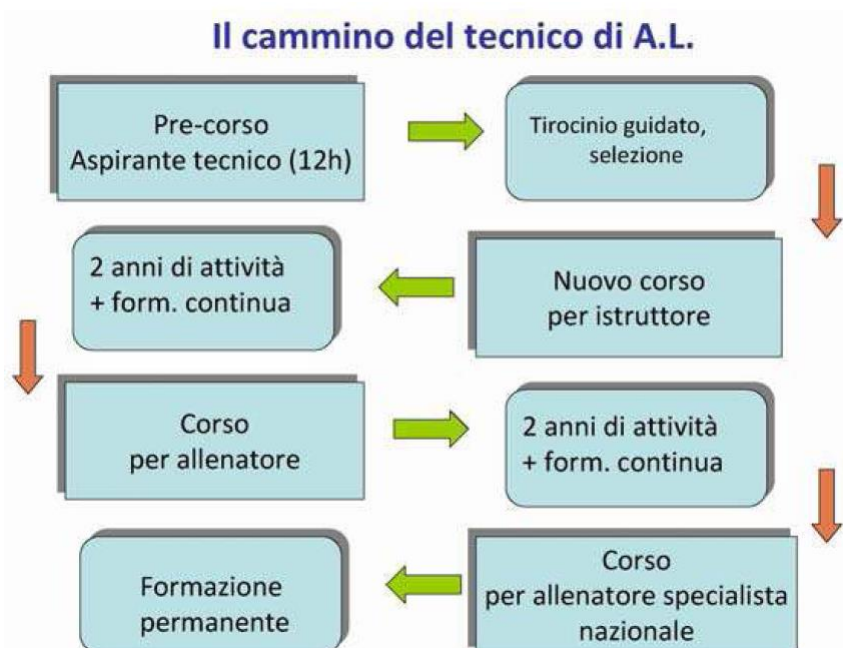 Il cammino del tecnico di A.L.
Pre-corso
Aspirante tecnico (12h)
Tirocinio guidato,
selezione
Nuovo corso
per istruttore
2 anni di attività
+ form. continua
Corso
per allenatore
2 anni di attività
+ form. continua
Corso
per allenatore specialista
nazionale
Formazione
permanente